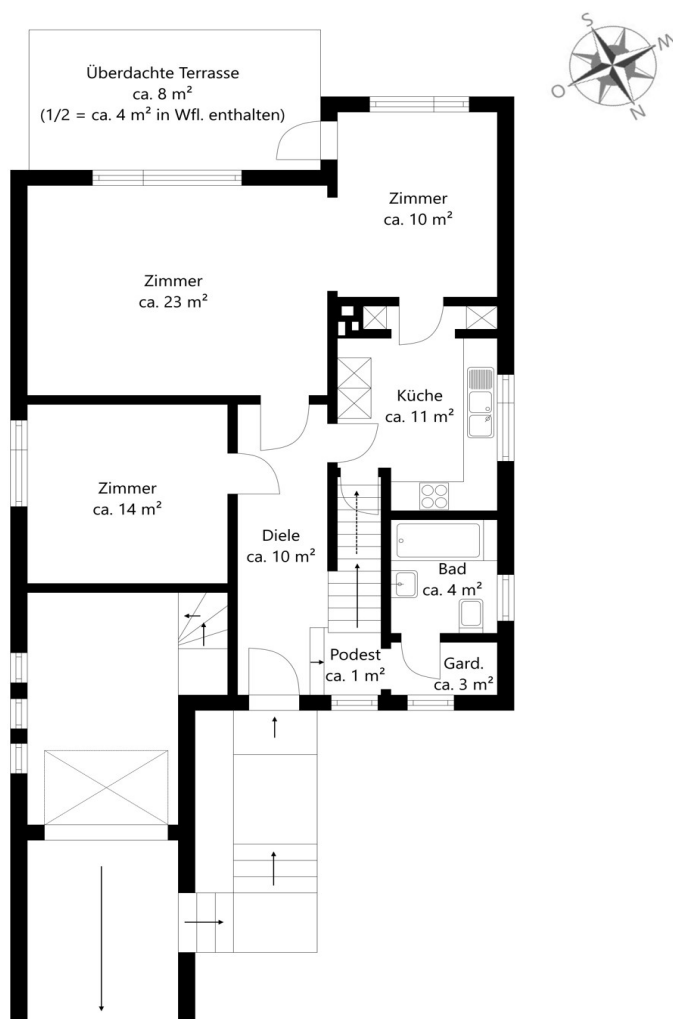 Überdachte Terrasse
ca. 8 m²
(1/2 = ca. 4 m² in Wfl. enthalten)
S
W
O
N
Zimmer
ca. 10 m²
Zimmer
ca. 23 m²
Küche
ca. 11 m²
Zimmer
ca. 14 m²
Diele
ca. 10 m²
Bad
ca. 4 m²
Podest
ca. 1 m²
Gard.
ca. 3 m²